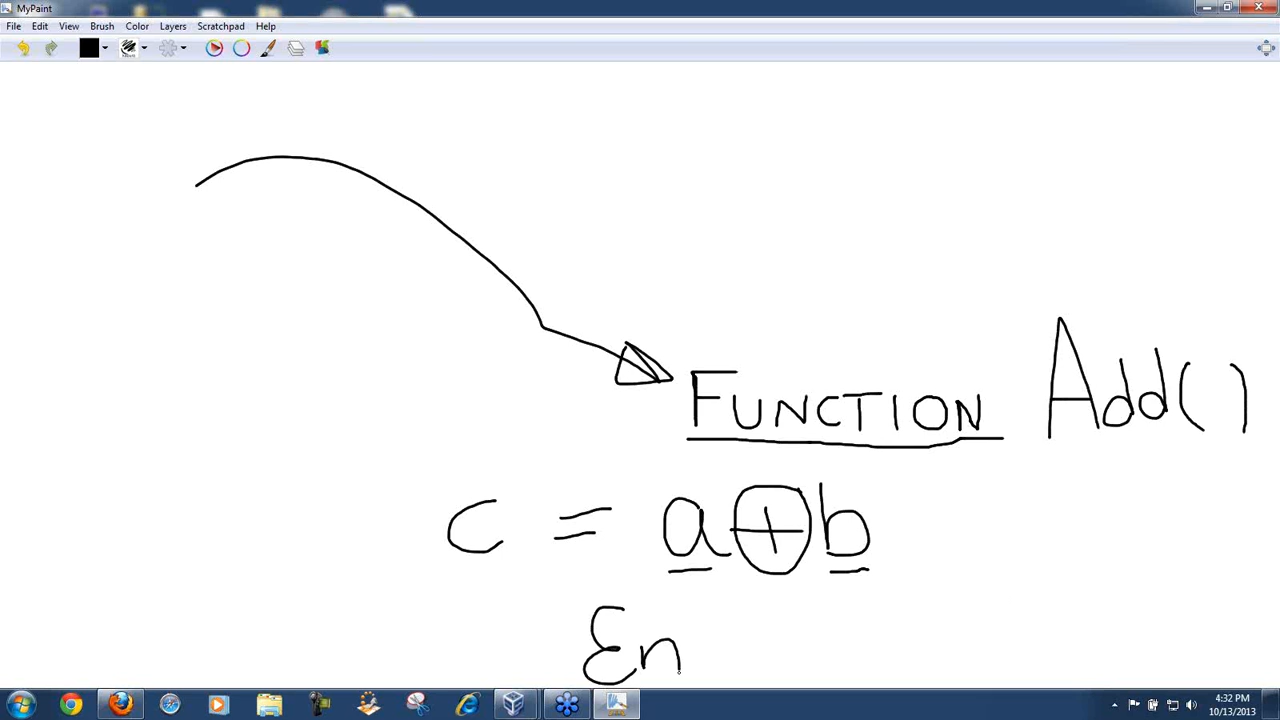 MyPaint
File Edit View Brush Color Layers Scratchpad Help
FUNCTION Add( )
c = a + b
En
4:32 PM
10/13/2013